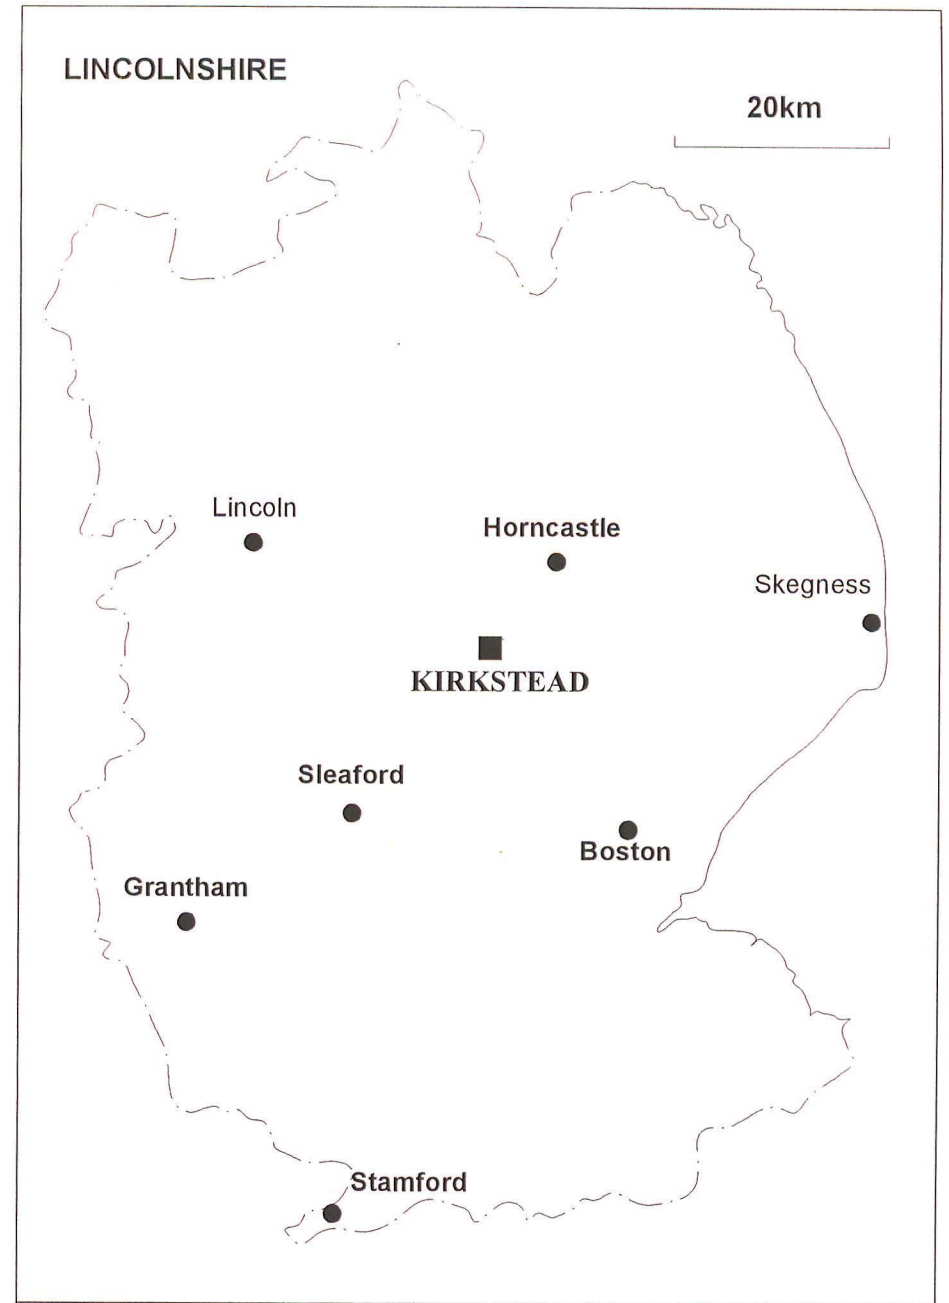 LINCOLNSHIRE
20km
Lincoln
Horncastle
Skegness
KIRKSTEAD
Sleaford
Boston
Grantham
Stamford